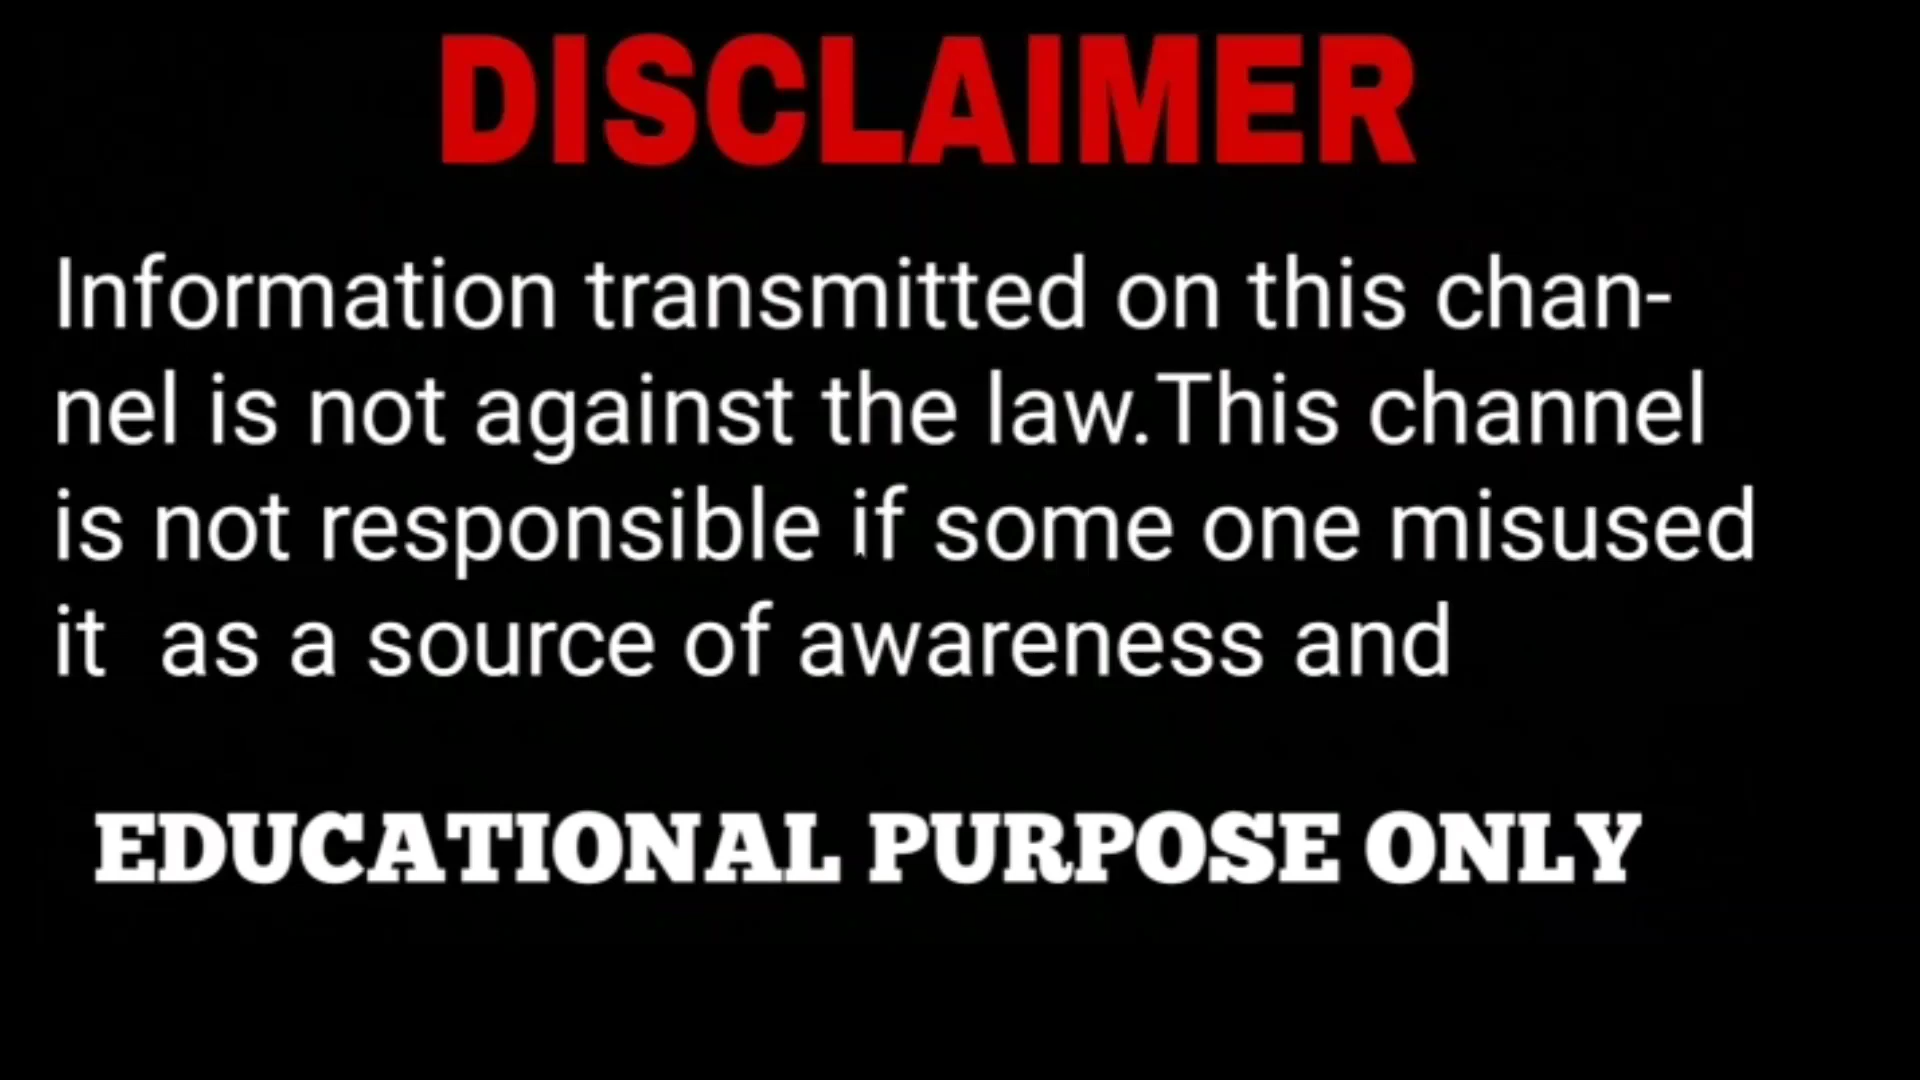 DISCLAIMER
Information transmitted on this chan-
nel is not against the law.This channel
is not responsible if some one misused
it  as a source of awareness and
EDUCATIONAL PURPOSE ONLY